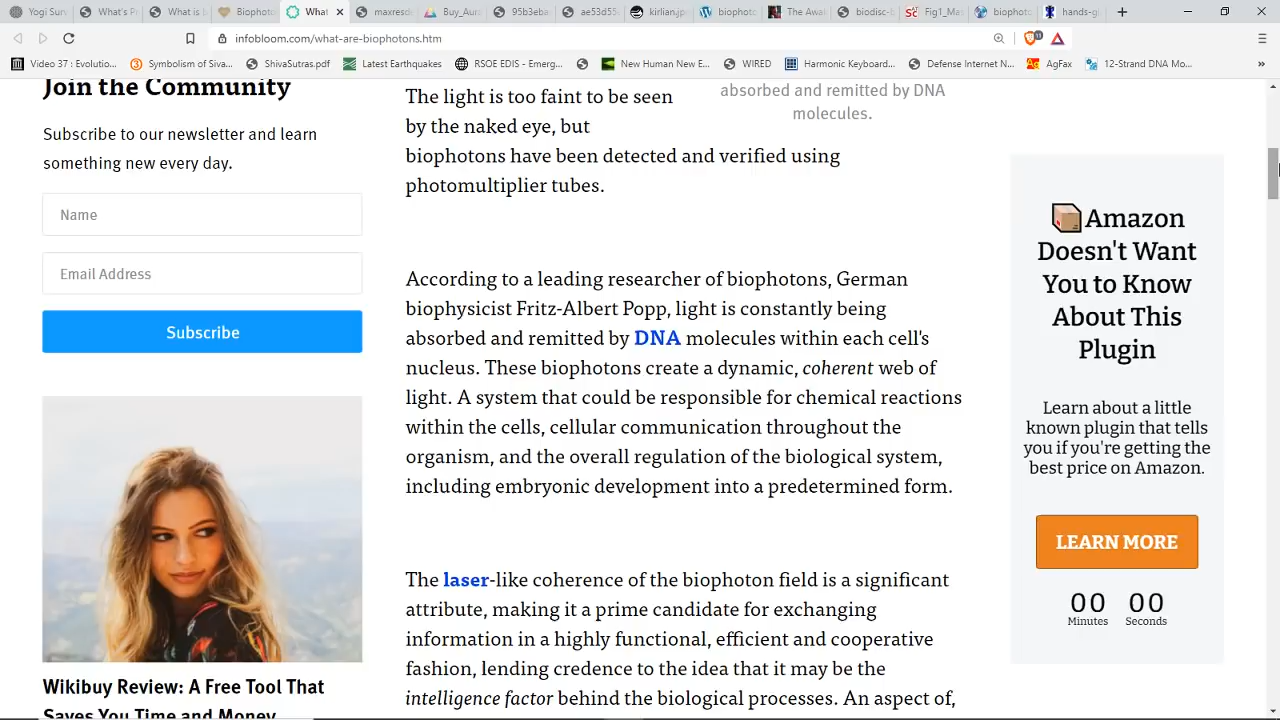 Yogi Su
What's P
What is b
Biophoto
What
maxresde
Buy_Auto
95b3eba
ae53d55
kirlian.jp
biophoto
The Awa
biodisc-b
Fig1_Ma
biophoto
hands-gi
infobloom.com/what-are-biophotons.htm
Video 37 : Evolutio...
Symbolism of Siva...
ShivaSutras.pdf
Latest Earthquakes
RSOE EDIS - Emerg...
New Human New E...
WIRED
Harmonic Keyboard...
Defense Internet N...
AgFax
12-Strand DNA Mo...
»
Join the Community
Subscribe to our newsletter and learn
something new every day.
Name
Email Address
Subscribe
Wikibuy Review: A Free Tool That
Saves You Time and Money
The light is too faint to be seen
by the naked eye, but
biophotons have been detected and verified using
photomultiplier tubes.
absorbed and remitted by DNA
molecules.
According to a leading researcher of biophotons, German
biophysicist Fritz-Albert Popp, light is constantly being
absorbed and remitted by DNA molecules within each cell's
nucleus. These biophotons create a dynamic, coherent web of
light. A system that could be responsible for chemical reactions
within the cells, cellular communication throughout the
organism, and the overall regulation of the biological system,
including embryonic development into a predetermined form.
The laser-like coherence of the biophoton field is a significant
attribute, making it a prime candidate for exchanging
information in a highly functional, efficient and cooperative
fashion, lending credence to the idea that it may be the
intelligence factor behind the biological processes. An aspect of,
Amazon
Doesn't Want
You to Know
About This
Plugin
Learn about a little
known plugin that tells
you if you're getting the
best price on Amazon.
LEARN MORE
00 00
Minutes Seconds